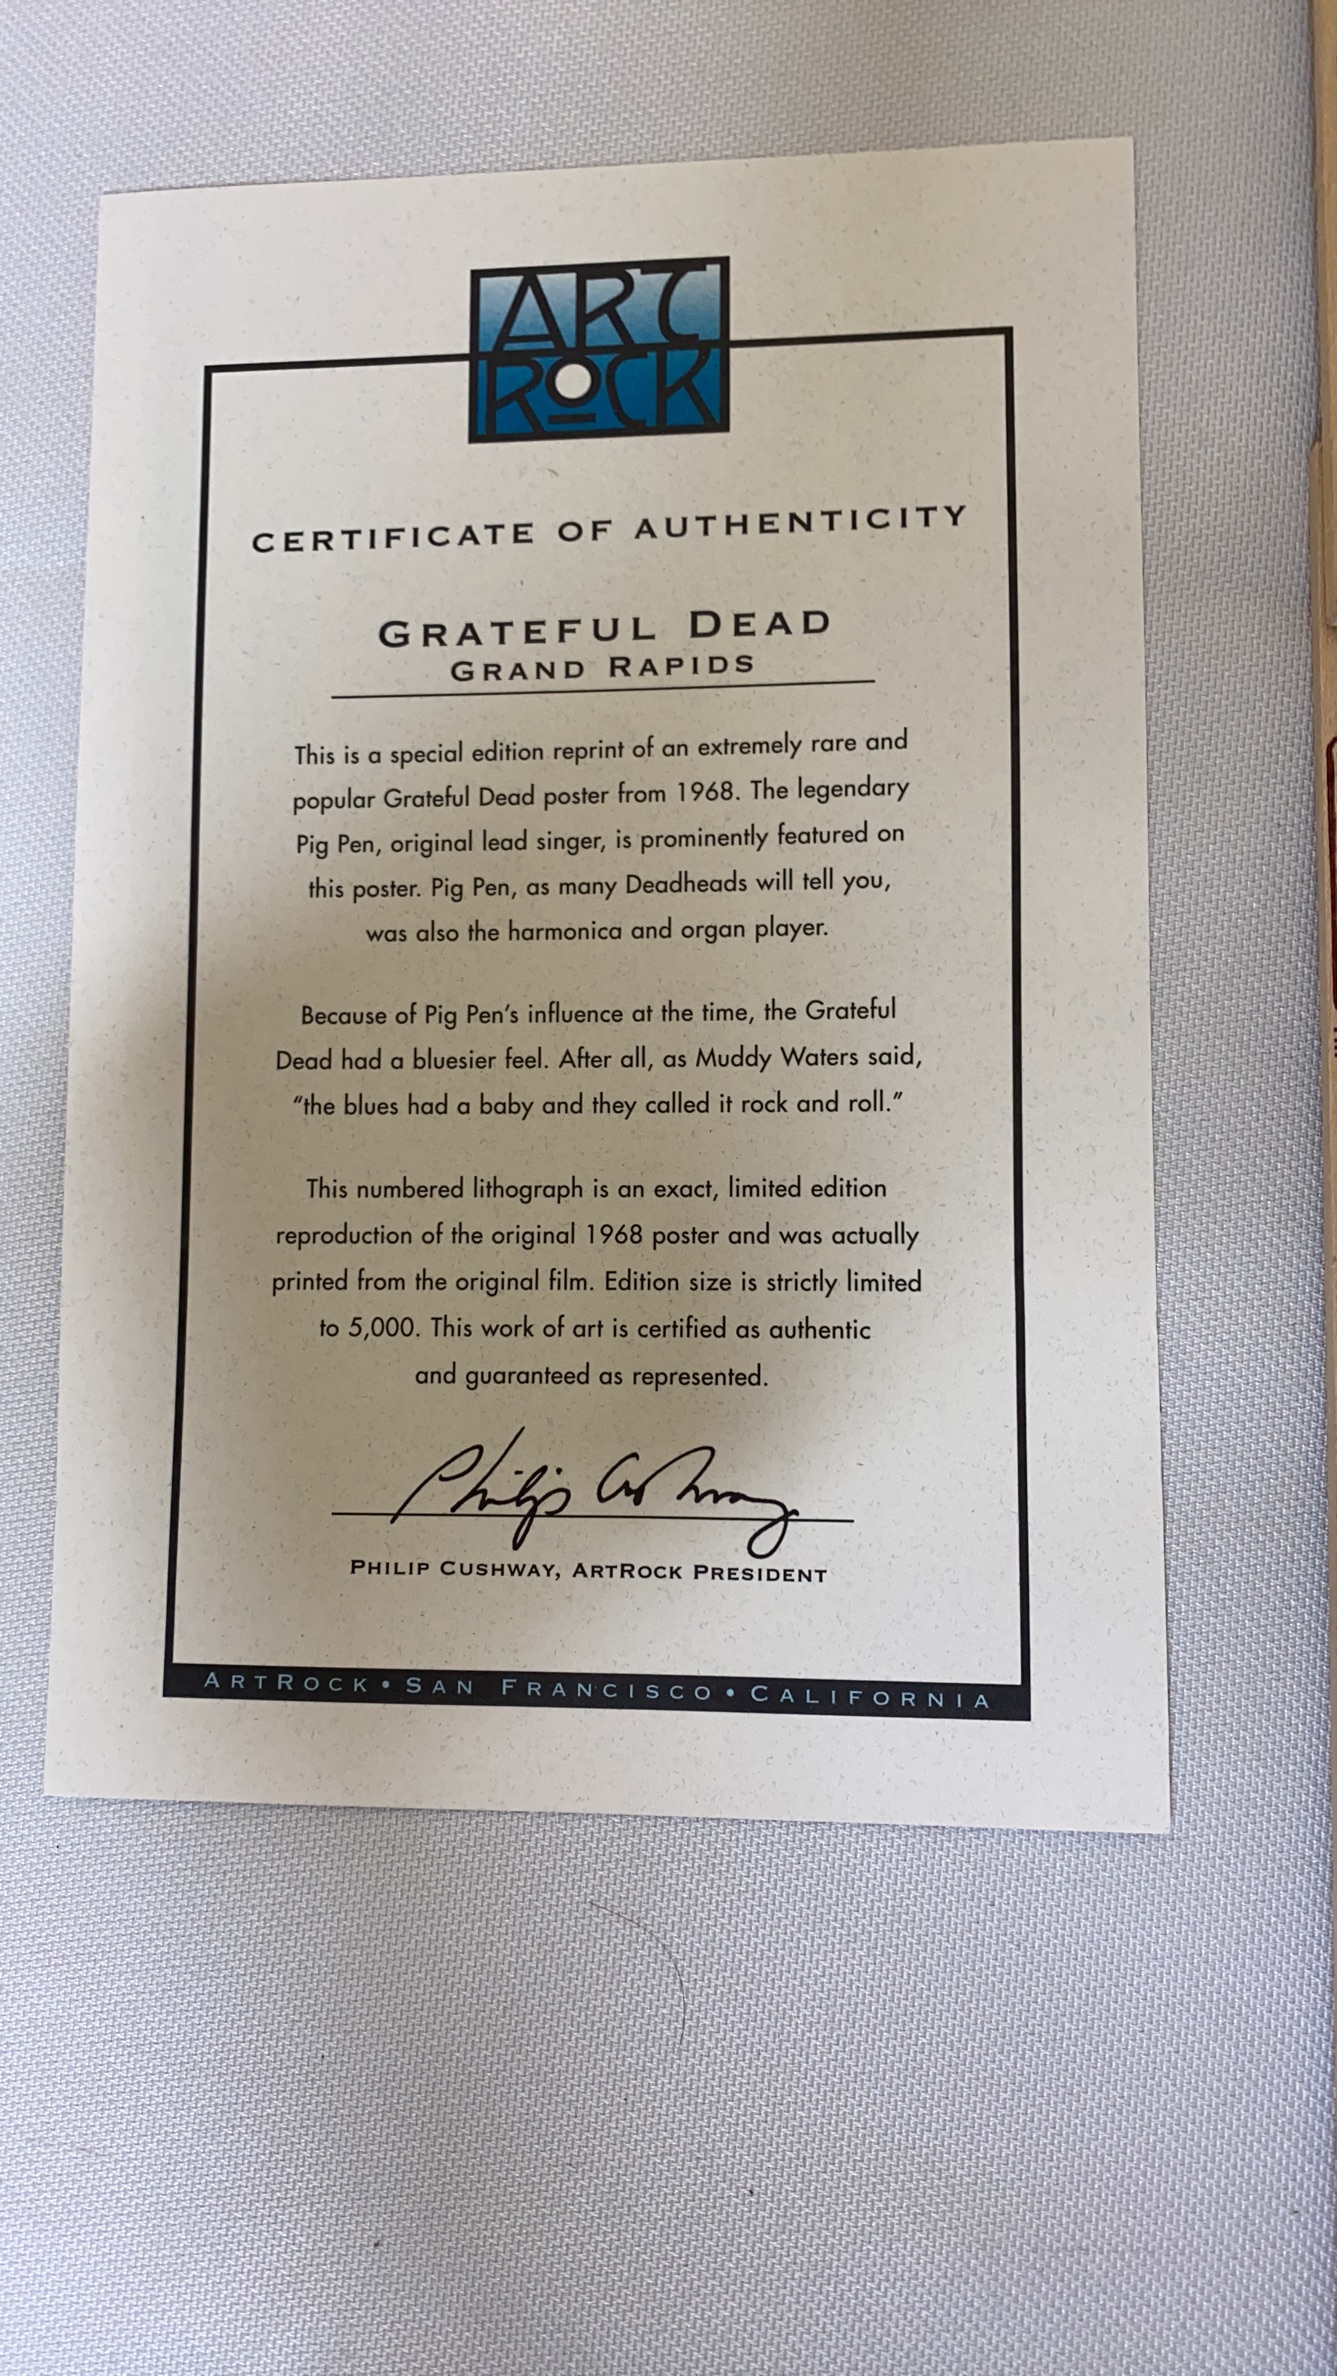 ART
ROCK
CERTIFICATE OF AUTHENTICITY
GRATEFUL DEAD
GRAND RAPIDS
This is a special edition reprint of an extremely rare and
popular Grateful Dead poster from 1968. The legendary
Pig Pen, original lead singer, is prominently featured on
this poster. Pig Pen, as many Deadheads will tell you,
was also the harmonica and organ player.
Because of Pig Pen's influence at the time, the Grateful
Dead had a bluesier feel. After all, as Muddy Waters said,
"the blues had a baby and they called it rock and roll."
This numbered lithograph is an exact, limited edition
reproduction of the original 1968 poster and was actually
printed from the original film. Edition size is strictly limited
to 5,000. This work of art is certified as authentic
and guaranteed as represented.
Philip Cushway
PHILIP CUSHWAY, ARTROCK PRESIDENT
ARTROCK • SAN FRANCISCO • CALIFORNIA